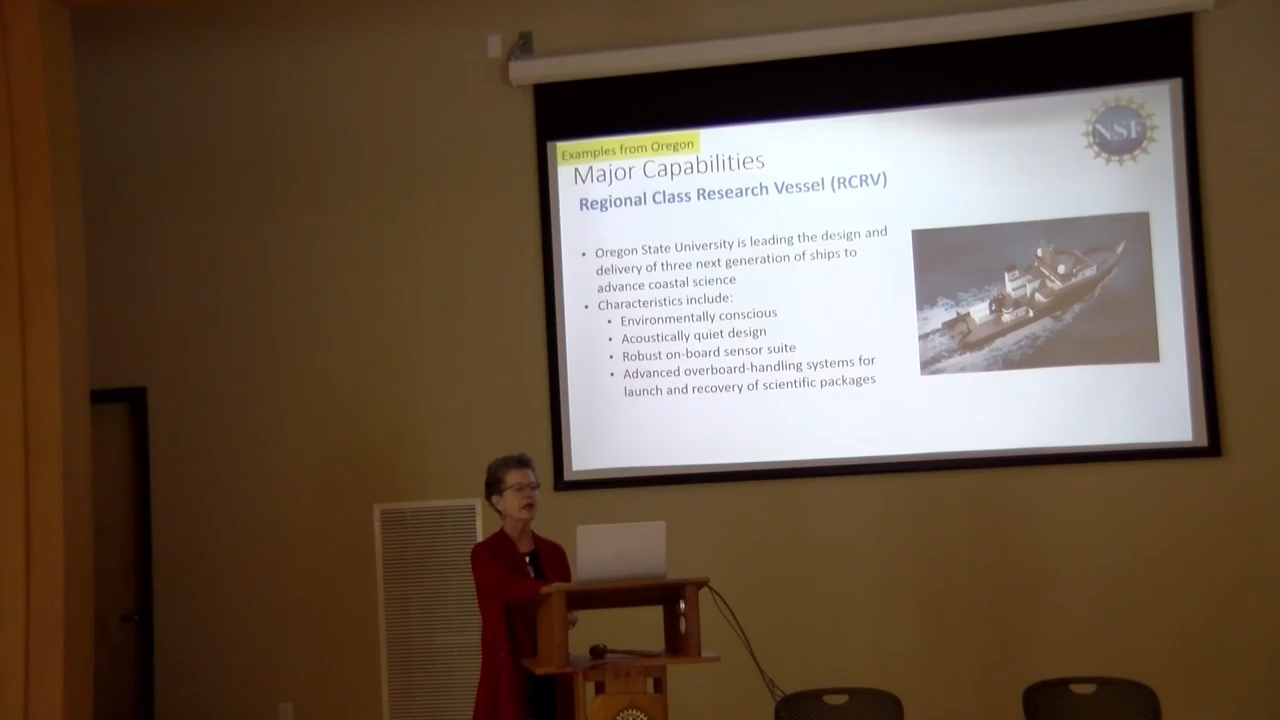 Examples from Oregon
Major Capabilities
Regional Class Research Vessel (RCRV)
NSF
• Oregon State University is leading the design and
delivery of three next generation of ships to
advance coastal science
• Characteristics include:
• Environmentally conscious
• Acoustically quiet design
• Robust on-board sensor suite
• Advanced overboard-handling systems for
launch and recovery of scientific packages